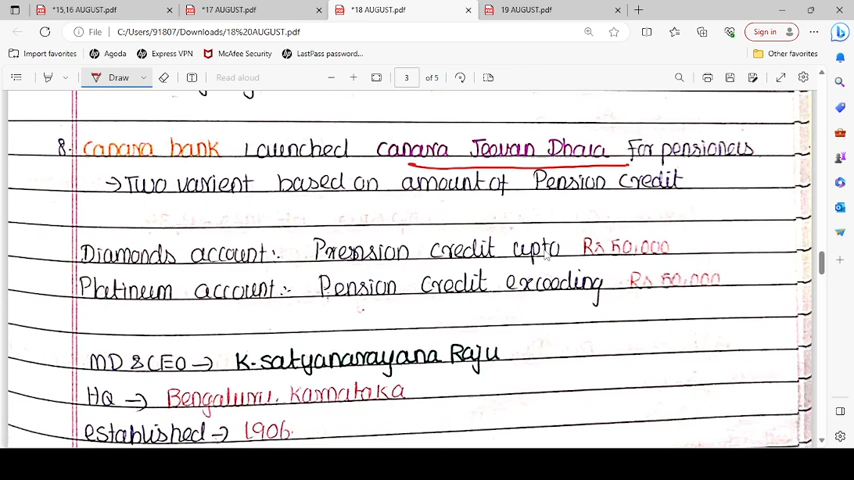 *15,16 AUGUST.pdf
*17 AUGUST.pdf
*18 AUGUST.pdf
19 AUGUST.pdf
File C:/Users/91807/Downloads/18%20AUGUST.pdf
Sign in
Import favorites Agoda Express VPN McAfee Security LastPass password... Other favorites
Draw Read aloud 3 of 5
8. canara bank Launched canara Jeevan Dhara For pensioners
→ Two varient based on amount of Pension credit
Diamonds account:- Prension credit upto Rs 50,000
Platineum account:- Pension credit exceeding Rs 50,000
MD & CEO → K. satyanarayana Raju
HQ → Bengaluru, Karnataka
established → 1906.